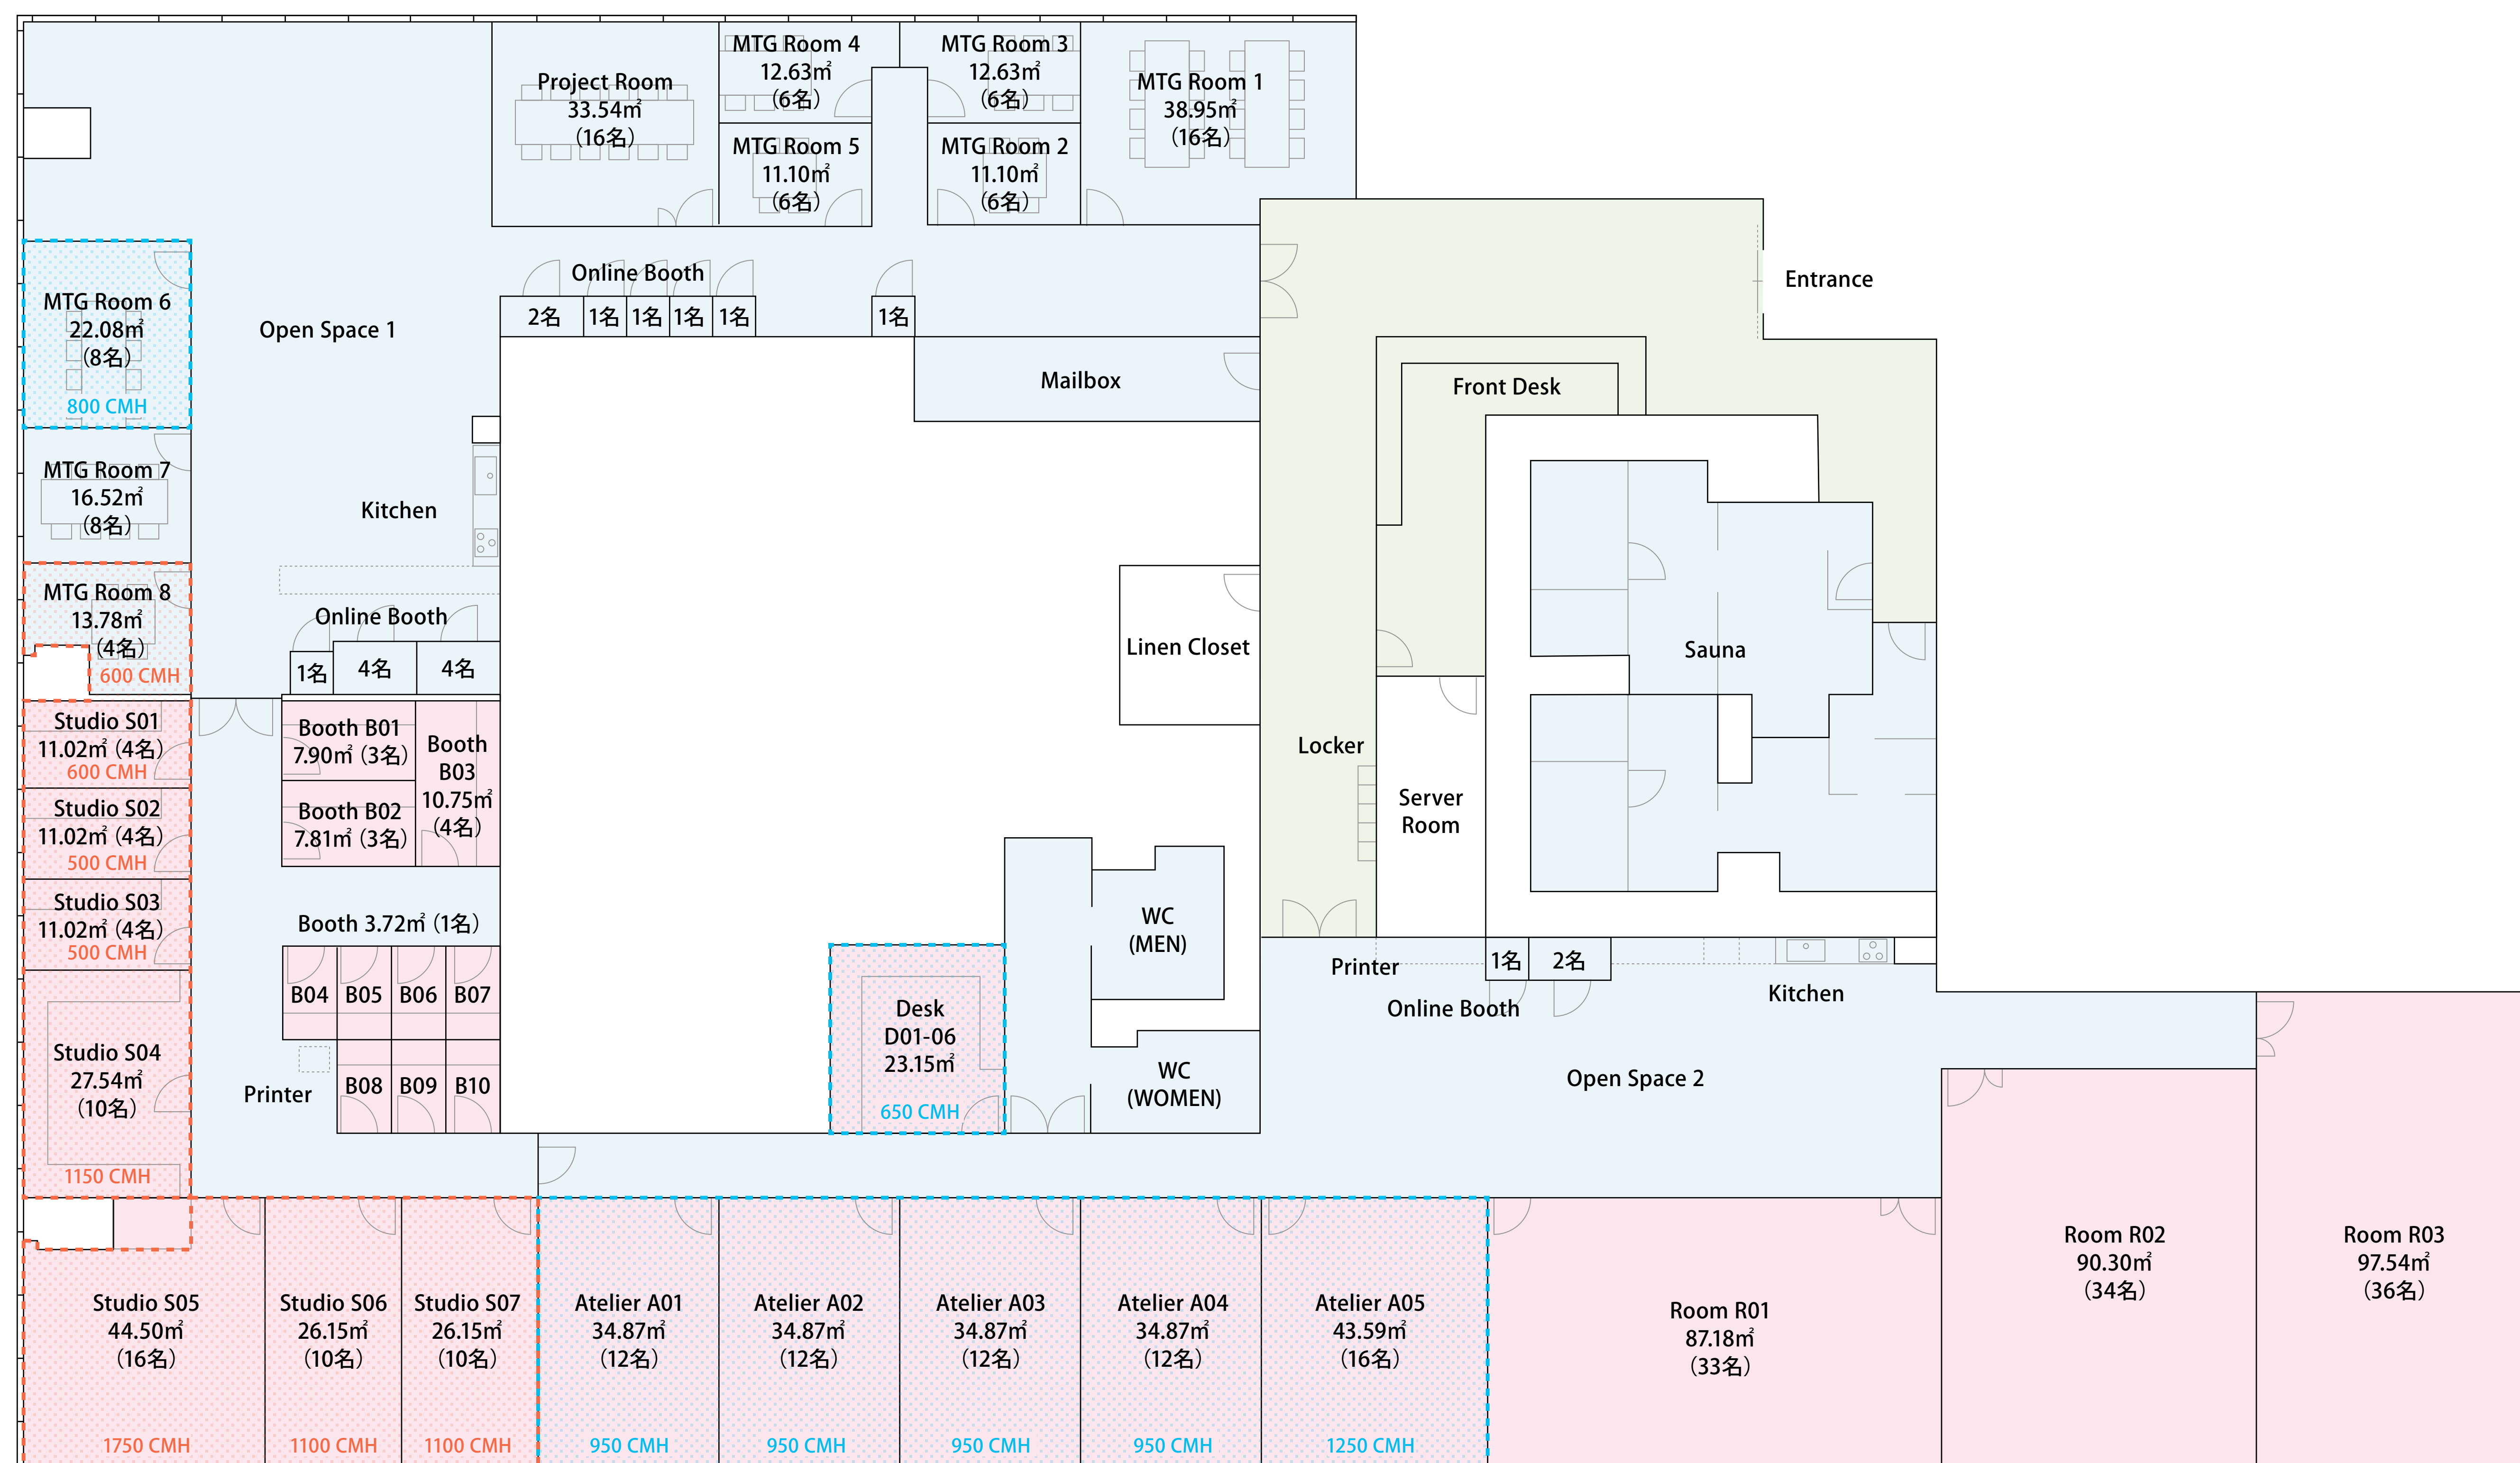 Project Room
33.54㎡
（16名）
MTG Room 4
12.63㎡
（6名）
MTG Room 3
12.63㎡
（6名）
MTG Room 1
38.95㎡
（16名）
MTG Room 5
11.10㎡
（6名）
MTG Room 2
11.10㎡
（6名）
Online Booth
2名
1名
1名
1名
1名
1名
Entrance
MTG Room 6
22.08㎡
（8名）
800 CMH
Open Space 1
Mailbox
Front Desk
MTG Room 7
16.52㎡
（8名）
Kitchen
MTG Room 8
13.78㎡
（4名）
600 CMH
Online Booth
1名
4名
4名
Linen Closet
Sauna
Studio S01
11.02㎡（4名）
600 CMH
Booth B01
7.90㎡（3名）
Booth
B03
10.75㎡
（4名）
Locker
Server
Room
Studio S02
11.02㎡（4名）
500 CMH
Booth B02
7.81㎡（3名）
Studio S03
11.02㎡（4名）
500 CMH
Booth 3.72㎡（1名）
WC
(MEN)
B04
B05
B06
B07
Printer
1名
2名
Online Booth
Kitchen
Desk
D01-06
23.15㎡
650 CMH
Studio S04
27.54㎡
（10名）
1150 CMH
Printer
B08
B09
B10
WC
(WOMEN)
Open Space 2
Studio S05
44.50㎡
（16名）
1750 CMH
Studio S06
26.15㎡
（10名）
1100 CMH
Studio S07
26.15㎡
（10名）
1100 CMH
Atelier A01
34.87㎡
（12名）
950 CMH
Atelier A02
34.87㎡
（12名）
950 CMH
Atelier A03
34.87㎡
（12名）
950 CMH
Atelier A04
34.87㎡
（12名）
950 CMH
Atelier A05
43.59㎡
（16名）
1250 CMH
Room R01
87.18㎡
（33名）
Room R02
90.30㎡
（34名）
Room R03
97.54㎡
（36名）